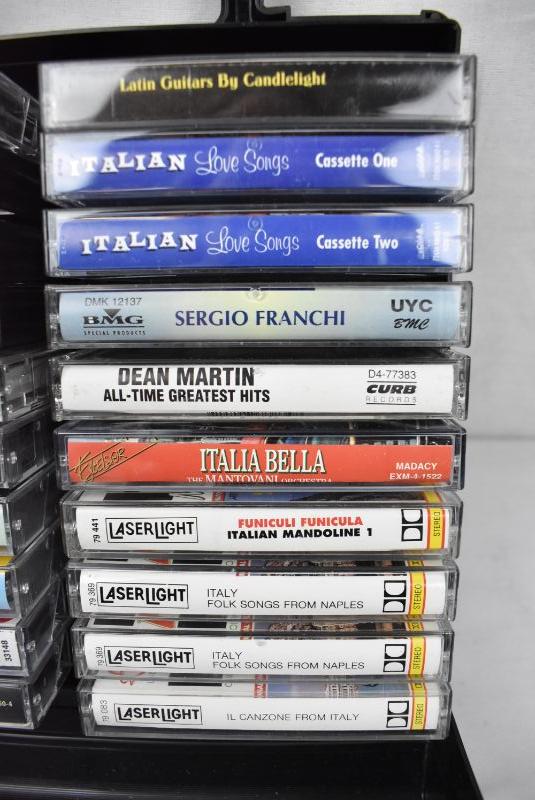 Latin Guitars By Candlelight
ITALIAN Love Songs Cassette One
ITALIAN Love Songs Cassette Two
DMK 12137
BMG
SPECIAL PRODUCTS
SERGIO FRANCHI
UYC
BMC
DEAN MARTIN
ALL-TIME GREATEST HITS
D4-77383
CURB
RECORDS
Excelsior
ITALIA BELLA
THE MANTOVANI ORCHESTRA
MADACY
EXM-4-1522
79 441
LASERLIGHT
FUNICULI FUNICULA
ITALIAN MANDOLINE 1
STEREO
79 369
LASERLIGHT
ITALY
FOLK SONGS FROM NAPLES
STEREO
79 369
LASERLIGHT
ITALY
FOLK SONGS FROM NAPLES
STEREO
79 083
LASERLIGHT
IL CANZONE FROM ITALY
STEREO
33148